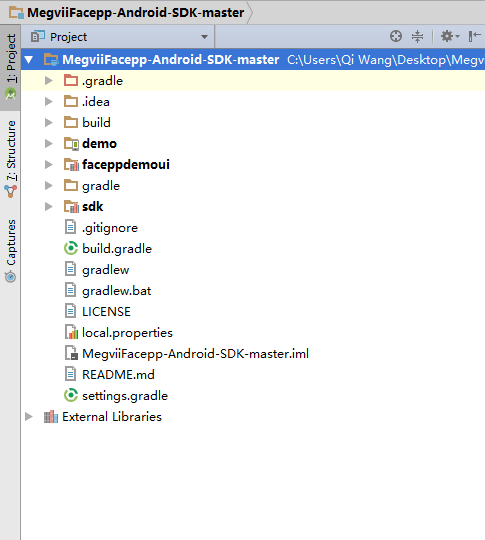 MegviiFacepp-Android-SDK-master
Project
MegviiFacepp-Android-SDK-master C:\Users\Qi Wang\Desktop\Megv
.gradle
.idea
build
demo
faceppdemoui
gradle
sdk
.gitignore
build.gradle
gradlew
gradlew.bat
LICENSE
local.properties
MegviiFacepp-Android-SDK-master.iml
README.md
settings.gradle
External Libraries
1: Project
7: Structure
Captures